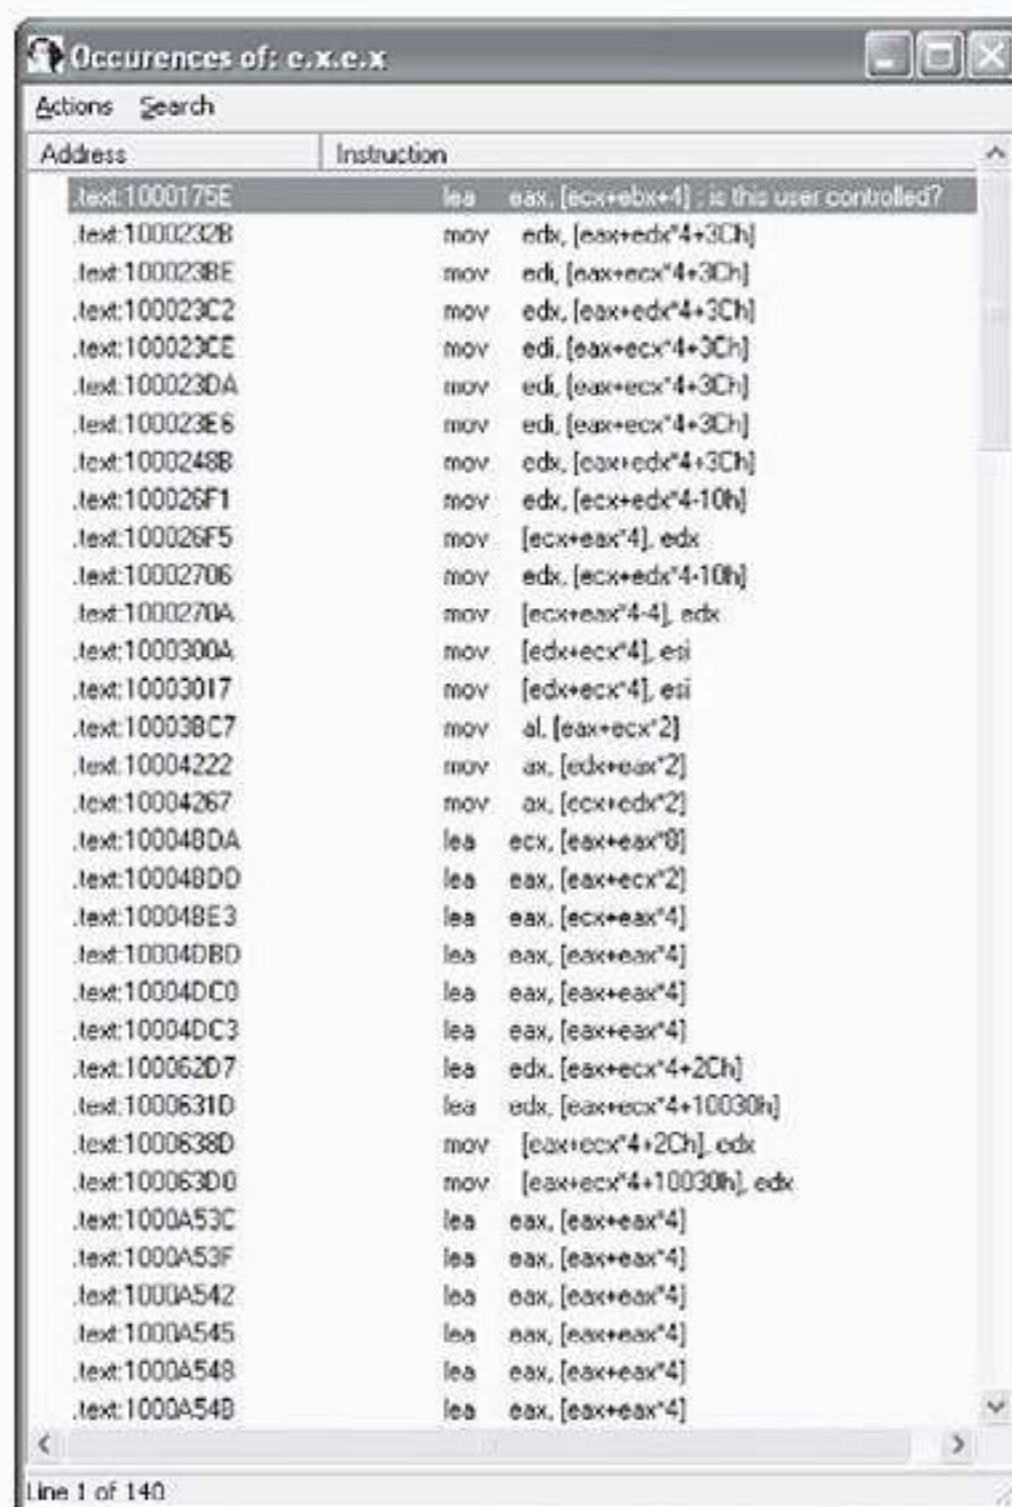 Occurences of: e.x.e.x
Actions Search
Address Instruction
.text:1000175E lea eax, [ecx+ebx+4] ; is this user controlled?
.text:1000232B mov edx, [eax+edx*4+3Ch]
.text:100023BE mov edi, [eax+ecx*4+3Ch]
.text:100023C2 mov edx, [eax+edx*4+3Ch]
.text:100023CE mov edi, [eax+ecx*4+3Ch]
.text:100023DA mov edi, [eax+ecx*4+3Ch]
.text:100023E6 mov edi, [eax+ecx*4+3Ch]
.text:1000248B mov edx, [eax+edx*4+3Ch]
.text:100026F1 mov edx, [ecx+edx*4-10h]
.text:100026F5 mov [ecx+eax*4], edx
.text:10002706 mov edx, [ecx+edx*4-10h]
.text:1000270A mov [ecx+eax*4-4], edx
.text:1000300A mov [edx+ecx*4], esi
.text:10003017 mov [edx+ecx*4], esi
.text:10003BC7 mov al, [eax+ecx*2]
.text:10004222 mov ax, [edx+eax*2]
.text:10004267 mov ax, [ecx+edx*2]
.text:10004BDA lea ecx, [eax+eax*8]
.text:10004BDD lea eax, [eax+ecx*2]
.text:10004BE3 lea eax, [ecx+eax*4]
.text:10004DBD lea eax, [eax+eax*4]
.text:10004DC0 lea eax, [eax+eax*4]
.text:10004DC3 lea eax, [eax+eax*4]
.text:100062D7 lea edx, [eax+ecx*4+2Ch]
.text:1000631D lea edx, [eax+ecx*4+10030h]
.text:1000638D mov [eax+ecx*4+2Ch], edx
.text:100063D0 mov [eax+ecx*4+10030h], edx
.text:1000A53C lea eax, [eax+eax*4]
.text:1000A53F lea eax, [eax+eax*4]
.text:1000A542 lea eax, [eax+eax*4]
.text:1000A545 lea eax, [eax+eax*4]
.text:1000A548 lea eax, [eax+eax*4]
.text:1000A54B lea eax, [eax+eax*4]
Line 1 of 140